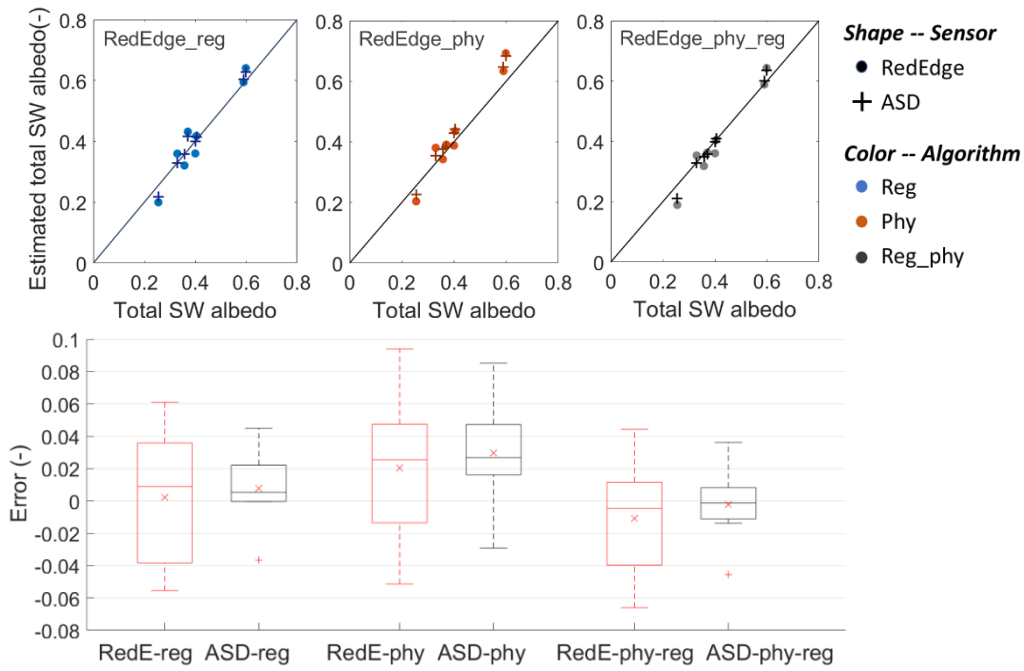 Estimated total SW albedo(-)
0.8
0.6
0.4
0.2
0
RedEdge_reg
0
0.2
0.4
0.6
0.8
Total SW albedo
0.8
0.6
0.4
0.2
0
RedEdge_phy
0
0.2
0.4
0.6
0.8
Total SW albedo
0.8
0.6
0.4
0.2
0
RedEdge_phy_reg
0
0.2
0.4
0.6
0.8
Total SW albedo
Shape -- Sensor
RedEdge
ASD
Color -- Algorithm
Reg
Phy
Reg_phy
Error (-)
0.1
0.08
0.06
0.04
0.02
0
-0.02
-0.04
-0.06
-0.08
RedE-reg
ASD-reg
RedE-phy
ASD-phy
RedE-phy-reg
ASD-phy-reg